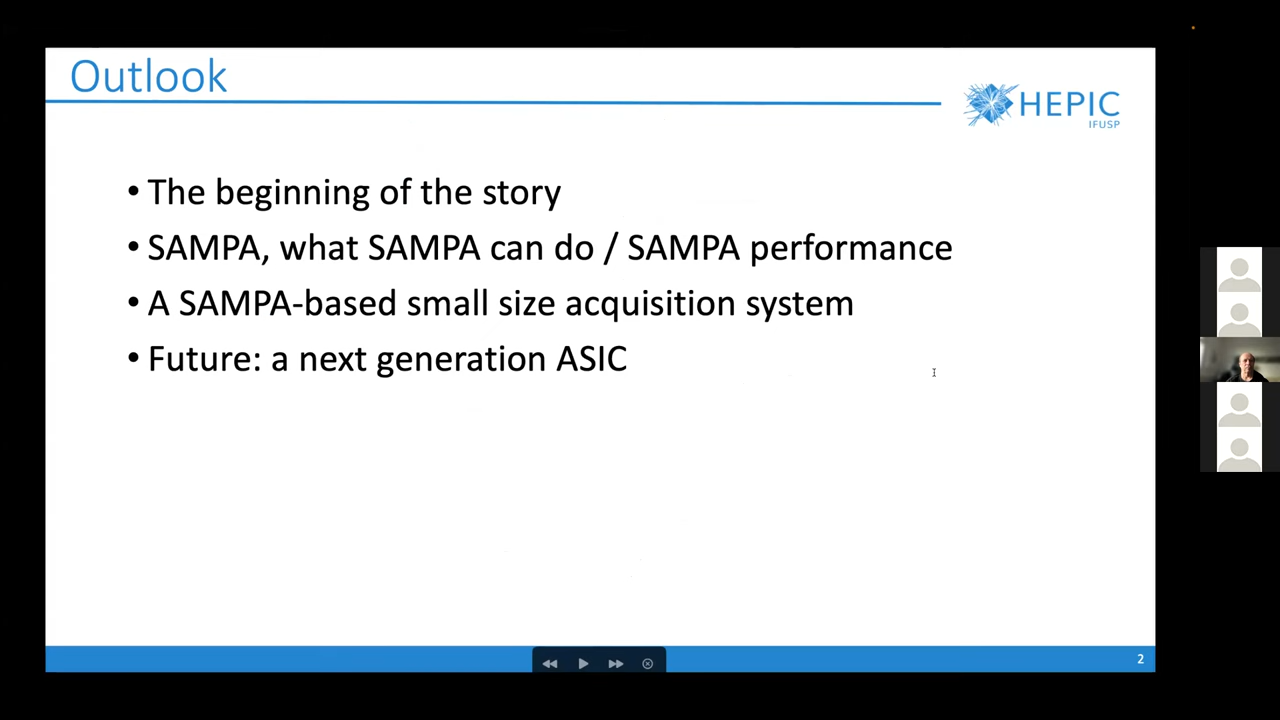 Outlook
HEPIC
IFUSP
• The beginning of the story
• SAMPA, what SAMPA can do / SAMPA performance
• A SAMPA-based small size acquisition system
• Future: a next generation ASIC
2